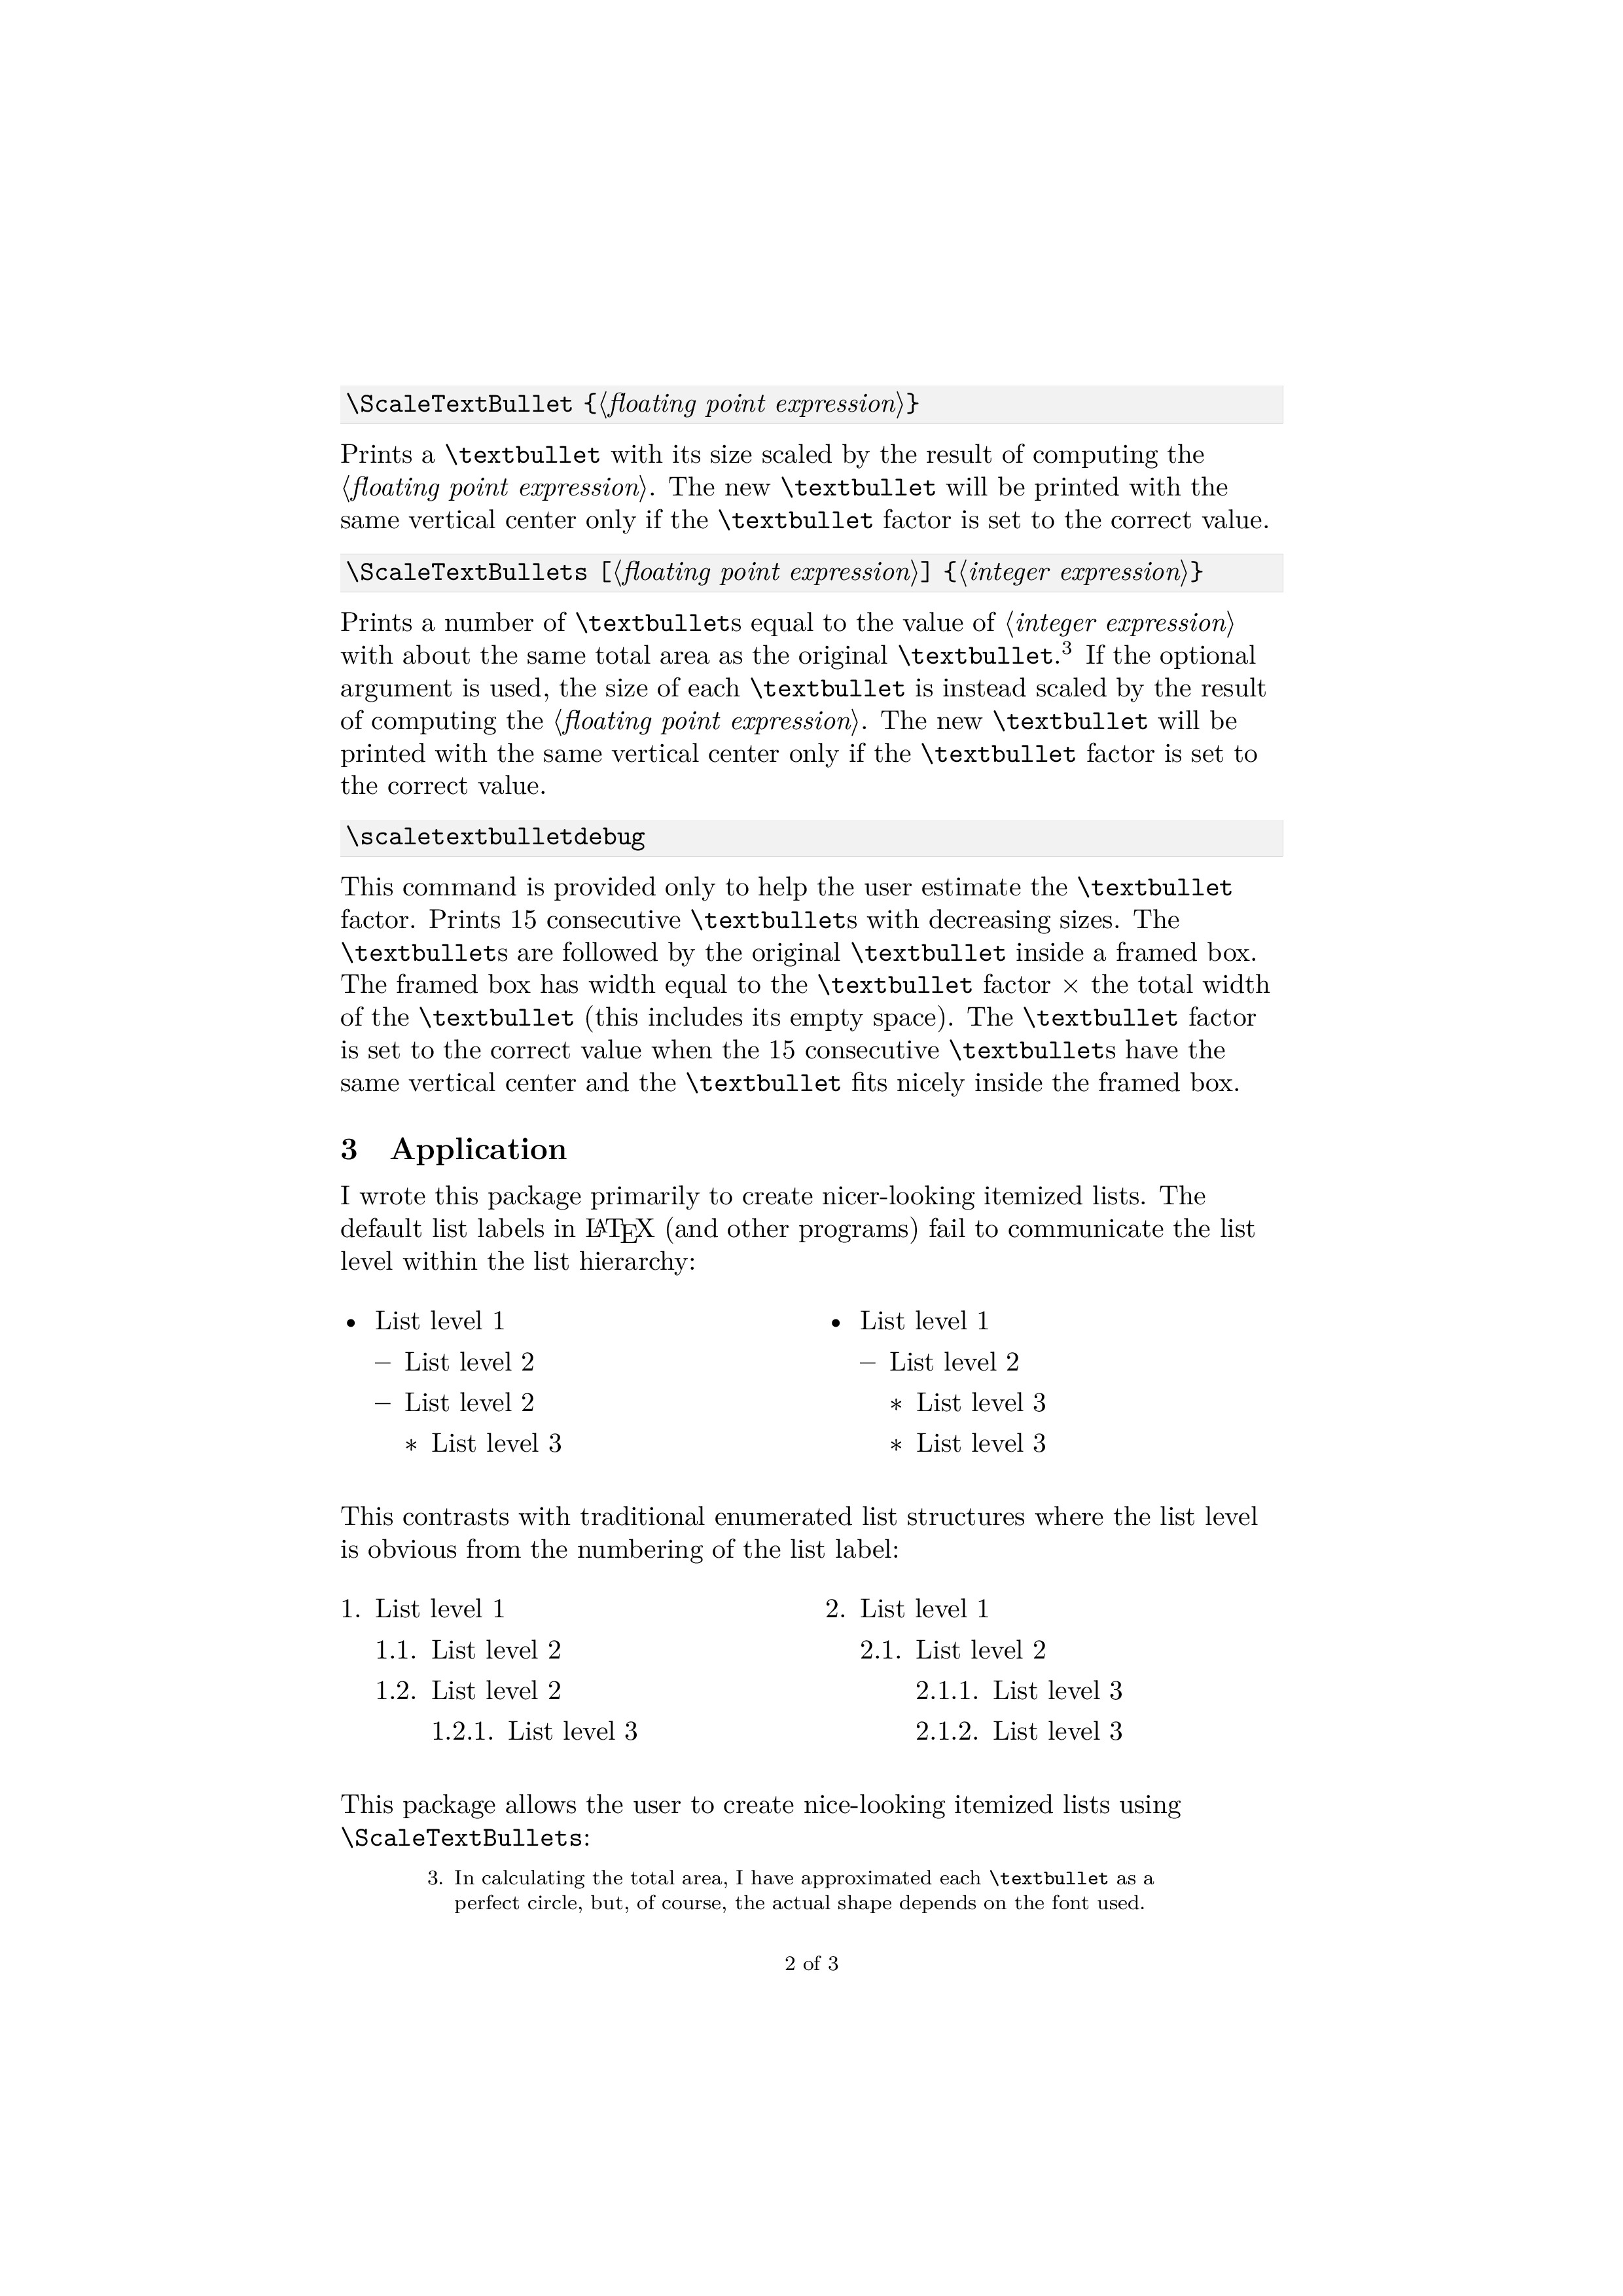 \ScaleTextBullet {⟨floating point expression⟩}
Prints a \textbullet with its size scaled by the result of computing the
⟨floating point expression⟩. The new \textbullet will be printed with the
same vertical center only if the \textbullet factor is set to the correct value.
\ScaleTextBullets [⟨floating point expression⟩] {⟨integer expression⟩}
Prints a number of \textbullets equal to the value of ⟨integer expression⟩
with about the same total area as the original \textbullet.³ If the optional
argument is used, the size of each \textbullet is instead scaled by the result
of computing the ⟨floating point expression⟩. The new \textbullet will be
printed with the same vertical center only if the \textbullet factor is set to
the correct value.
\scaletextbulletdebug
This command is provided only to help the user estimate the \textbullet
factor. Prints 15 consecutive \textbullets with decreasing sizes. The
\textbullets are followed by the original \textbullet inside a framed box.
The framed box has width equal to the \textbullet factor × the total width
of the \textbullet (this includes its empty space). The \textbullet factor
is set to the correct value when the 15 consecutive \textbullets have the
same vertical center and the \textbullet fits nicely inside the framed box.
3 Application
I wrote this package primarily to create nicer-looking itemized lists. The
default list labels in LATEX (and other programs) fail to communicate the list
level within the list hierarchy:
• List level 1
– List level 2
– List level 2
∗ List level 3
• List level 1
– List level 2
∗ List level 3
∗ List level 3
This contrasts with traditional enumerated list structures where the list level
is obvious from the numbering of the list label:
1. List level 1
1.1. List level 2
1.2. List level 2
1.2.1. List level 3
2. List level 1
2.1. List level 2
2.1.1. List level 3
2.1.2. List level 3
This package allows the user to create nice-looking itemized lists using
\ScaleTextBullets:
3. In calculating the total area, I have approximated each \textbullet as a
perfect circle, but, of course, the actual shape depends on the font used.
2 of 3